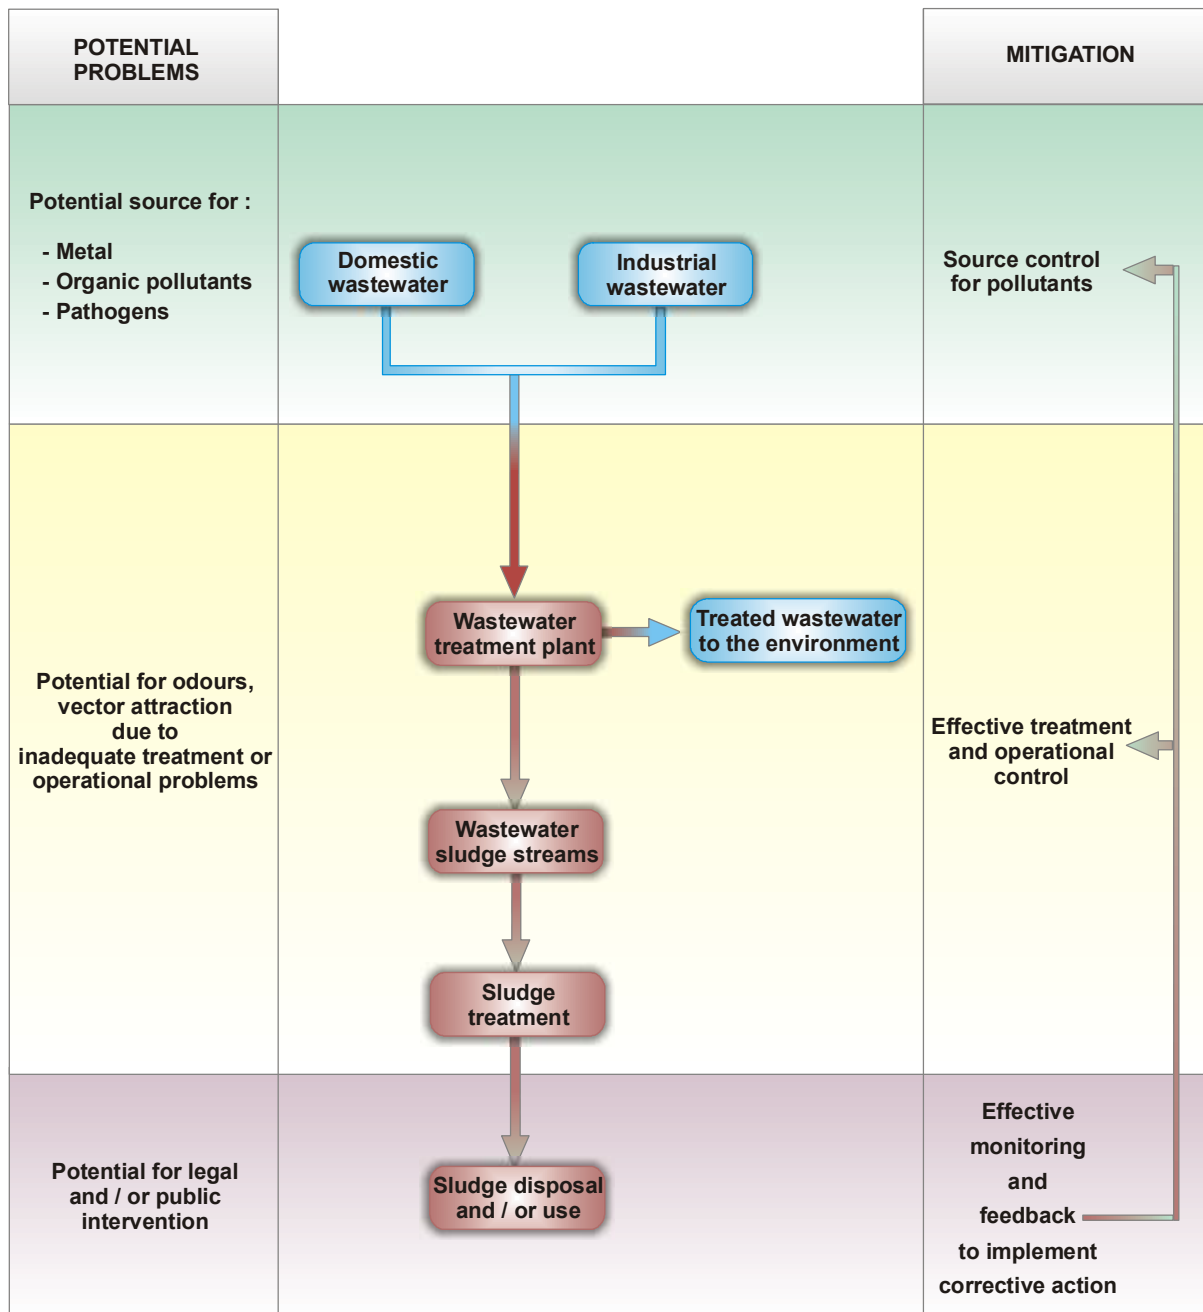 POTENTIAL
PROBLEMS
MITIGATION
Potential source for :
- Metal
- Organic pollutants
- Pathogens
Domestic
wastewater
Industrial
wastewater
Source control
for pollutants
Potential for odours,
vector attraction
due to
inadequate treatment or
operational problems
Wastewater
treatment plant
Treated wastewater
to the environment
Effective treatment
and operational
control
Wastewater
sludge streams
Sludge
treatment
Potential for legal
and / or public
intervention
Sludge disposal
and / or use
Effective
monitoring
and
feedback
to implement
corrective action